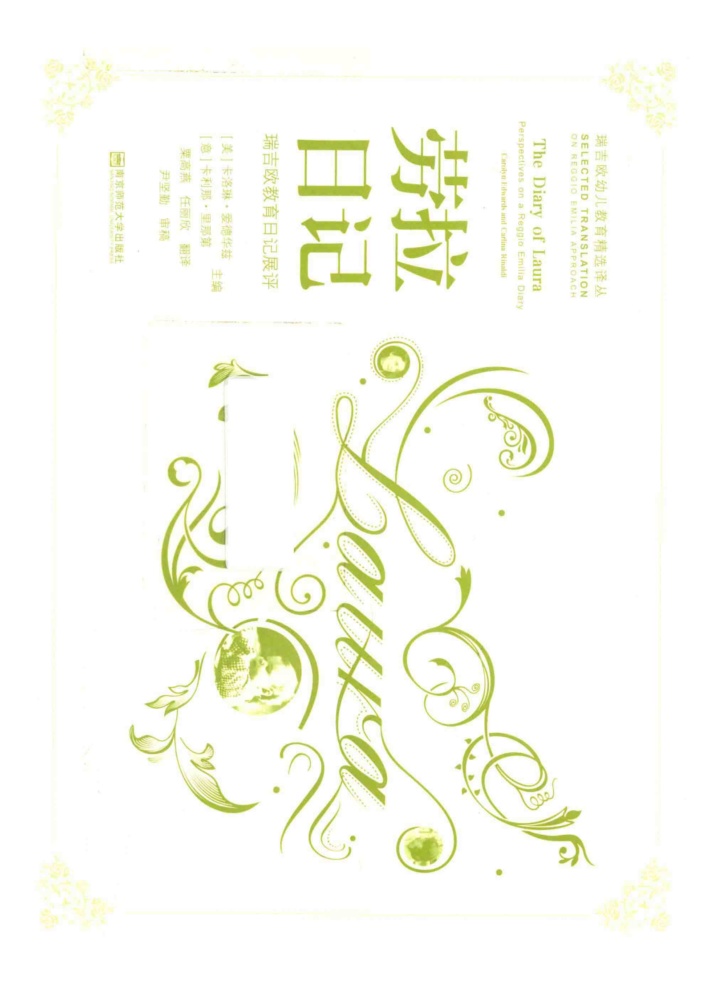 瑞吉欧幼儿教育精选译丛
SELECTED TRANSLATION
ON REGGIO EMILIA APPROACH
The Diary of Laura
Perspectives on a Reggio Emilia Diary
Carolyn Edwards and Carlina Rinaldi
劳拉
日记
瑞吉欧教育日记展评
[美]卡洛琳·爱德华兹
[意]卡利那·里那第
主编
栗高燕 任丽欣 翻译
尹坚勤 审稿
南京师范大学出版社
NANJING NORMAL UNIVERSITY PRESS
Laura